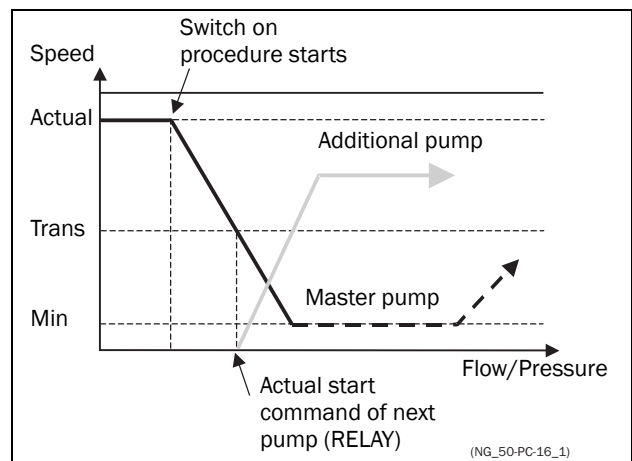 Switch on
procedure starts
Speed
Actual
Additional pump
Trans
Master pump
Min
Flow/Pressure
Actual start
command of next
pump (RELAY)
(NG_50-PC-16_1)